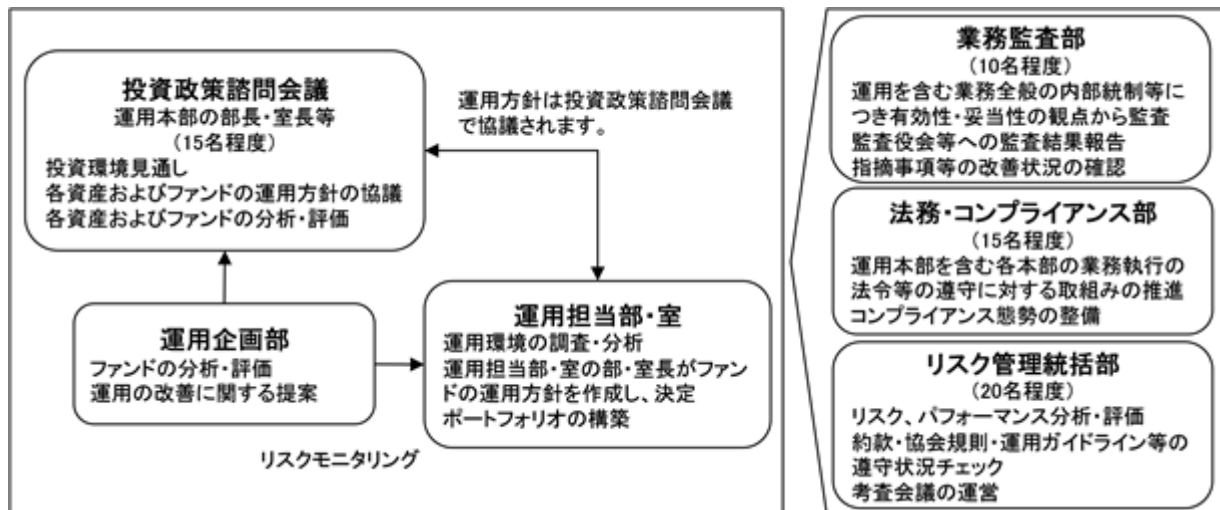 投資政策諮問会議
運用本部の部長・室長等
(15名程度)
投資環境見通し
各資産およびファンドの運用方針の協議
各資産およびファンドの分析・評価
運用方針は投資政策諮問会議
で協議されます。
運用企画部
ファンドの分析・評価
運用の改善に関する提案
運用担当部・室
運用環境の調査・分析
運用担当部・室の部・室長がファン
ドの運用方針を作成し、決定
ポートフォリオの構築
リスクモニタリング
業務監査部
(10名程度)
運用を含む業務全般の内部統制等に
つき有効性・妥当性の観点から監査
監査役会等への監査結果報告
指摘事項等の改善状況の確認
法務・コンプライアンス部
(15名程度)
運用本部を含む各本部の業務執行の
法令等の遵守に対する取組みの推進
コンプライアンス態勢の整備
リスク管理統括部
(20名程度)
リスク、パフォーマンス分析・評価
約款・協会規則・運用ガイドライン等の
遵守状況チェック
考査会議の運営